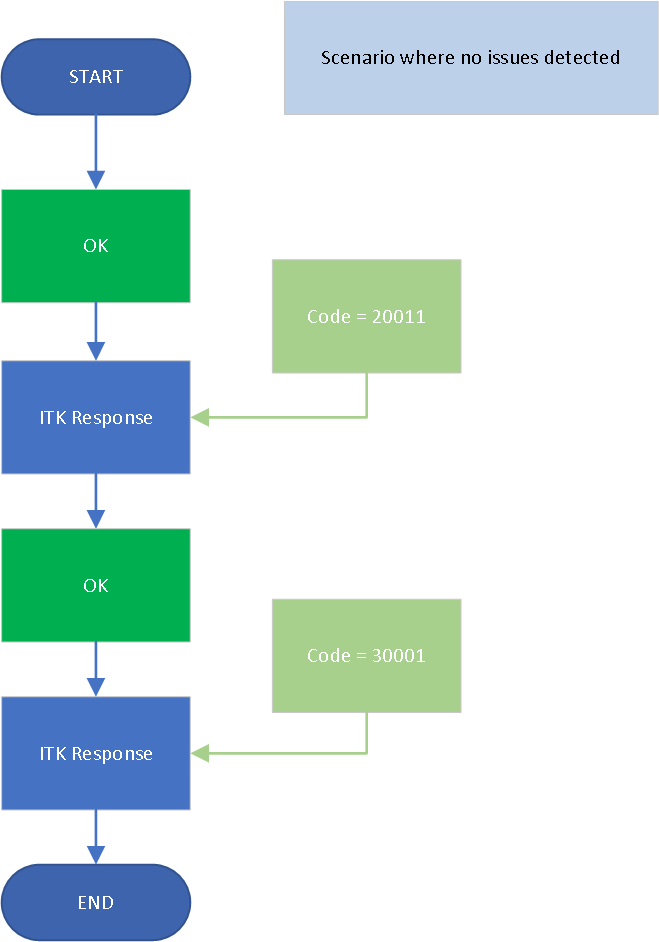 START
Scenario where no issues detected
OK
Code = 20011
ITK Response
OK
Code = 30001
ITK Response
END